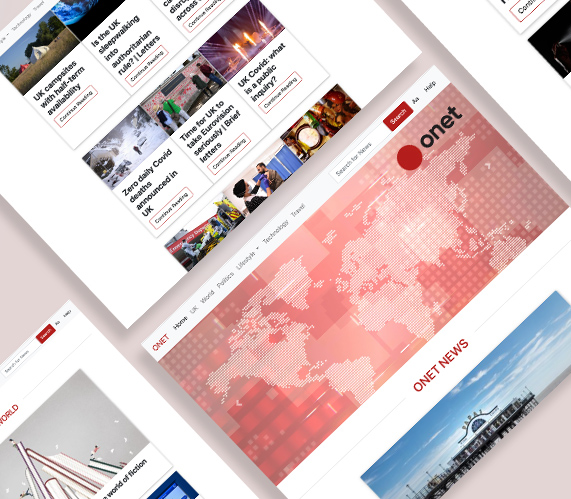 Technology
Travel
Continue Reading
Is the UK
sleepwalking
into
authoritarian
rule? | Letters
Continue Reading
across
Continue Reading
UK campsites
with half-term
availability
Continue Reading
Time for UK to
take Eurovision
seriously | Brief
letters
Continue Reading
UK Covid: what
is a public
inquiry?
Continue Reading
Zero daily Covid
deaths
announced in
UK
Continue Reading
ONET Home UK World Politics Lifestyle Technology Travel
Search for News
Search
Aa
Help
onet
ONET NEWS
Search for News
Search
Aa
Help
WORLD
a world of fiction